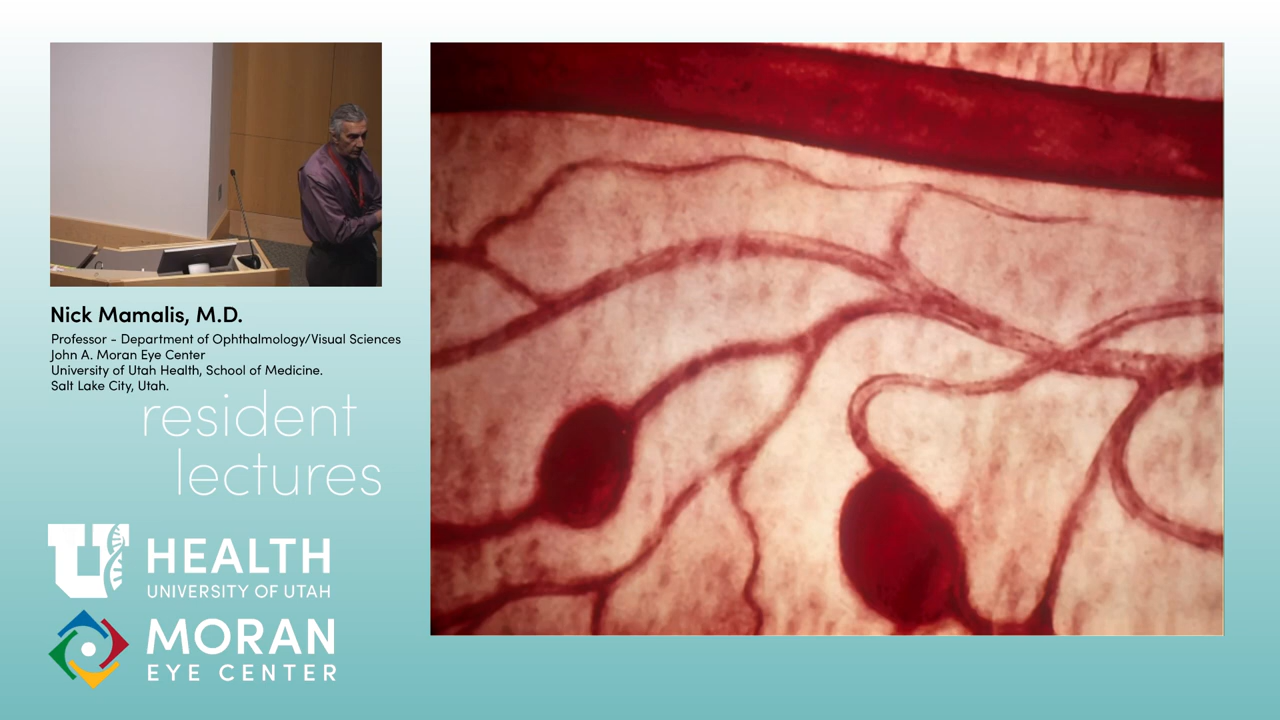 Nick Mamalis, M.D.
Professor - Department of Ophthalmology/Visual Sciences
John A. Moran Eye Center
University of Utah Health, School of Medicine.
Salt Lake City, Utah.
resident
lectures
U HEALTH
UNIVERSITY OF UTAH
MORAN
EYE CENTER